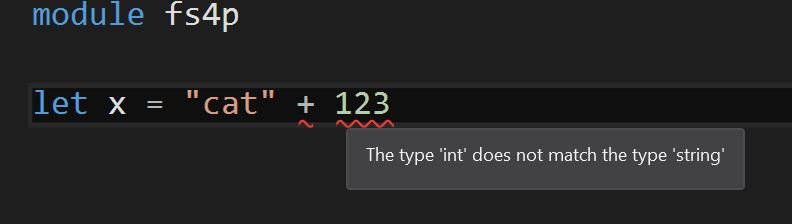 module fs4p
let x = "cat" + 123
The type 'int' does not match the type 'string'